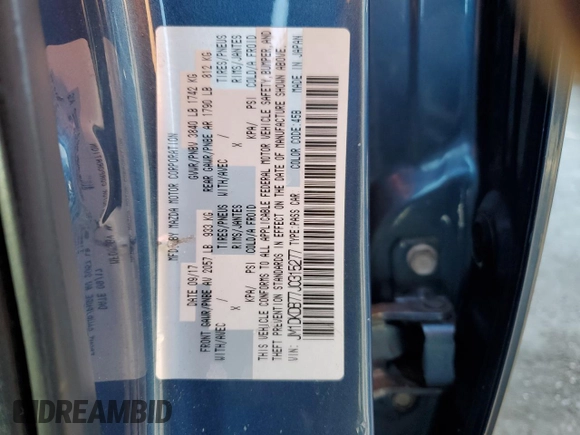 MFD. BY MAZDA MOTOR CORPORATION
DATE 09/17 GVWR/PNBV 3840 LB 1742 KG
FRONT GAWR/PNBE AV 2057 LB 933 KG REAR GAWR/PNBE AR 1790 LB 812 KG
TIRES/PNEUS TIRES/PNEUS
WITH/AVEC / RIMS/JANTES WITH/AVEC / RIMS/JANTES
X X
KPA/ PSI COLD/A FROID KPA/ PSI COLD/A FROID
THIS VEHICLE CONFORMS TO ALL APPLICABLE FEDERAL MOTOR VEHICLE SAFETY, BUMPER, AND
THEFT PREVENTION STANDARDS IN EFFECT ON THE DATE OF MANUFACTURE SHOWN ABOVE.
VIN: JM1DKDB77J0315277 TYPE:PASS CAR COLOR CODE:45B MADE IN JAPAN
IDREAMBID